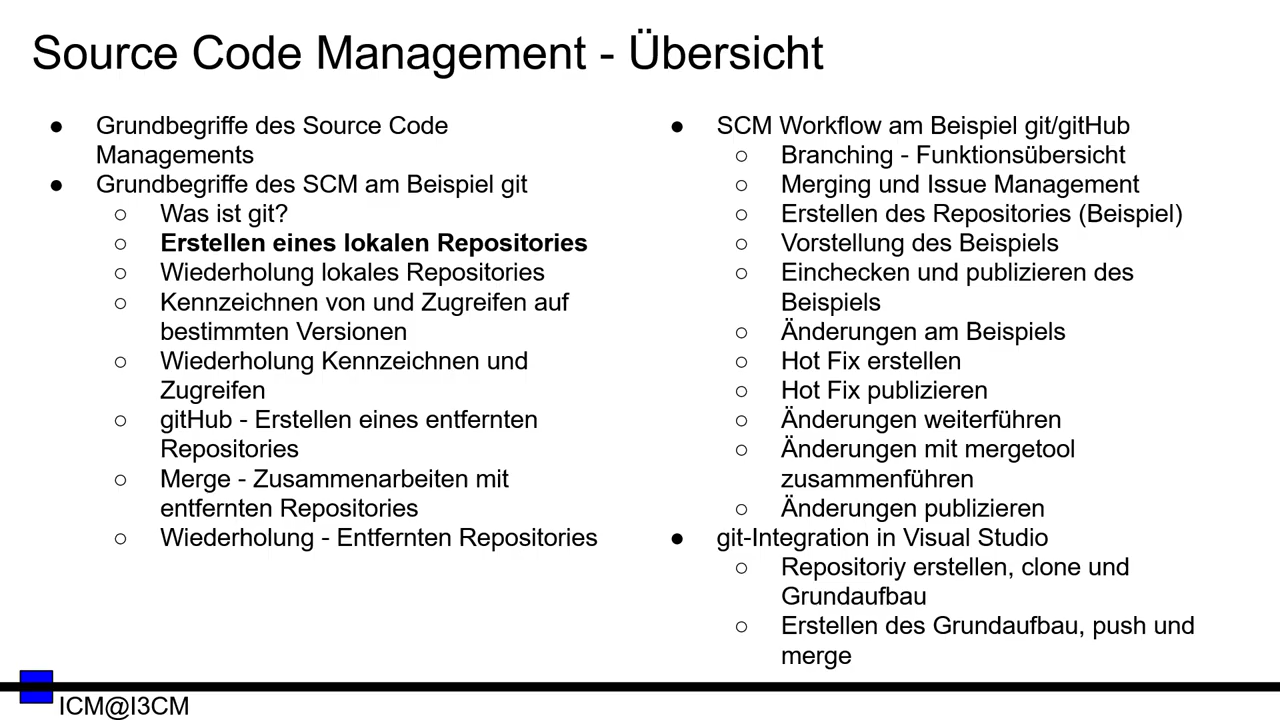 Source Code Management - Übersicht
● Grundbegriffe des Source Code
Managements
● Grundbegriffe des SCM am Beispiel git
○ Was ist git?
○ Erstellen eines lokalen Repositories
○ Wiederholung lokales Repositories
○ Kennzeichnen von und Zugreifen auf
bestimmten Versionen
○ Wiederholung Kennzeichnen und
Zugreifen
○ gitHub - Erstellen eines entfernten
Repositories
○ Merge - Zusammenarbeiten mit
entfernten Repositories
○ Wiederholung - Entfernten Repositories
● SCM Workflow am Beispiel git/gitHub
○ Branching - Funktionsübersicht
○ Merging und Issue Management
○ Erstellen des Repositories (Beispiel)
○ Vorstellung des Beispiels
○ Einchecken und publizieren des
Beispiels
○ Änderungen am Beispiels
○ Hot Fix erstellen
○ Hot Fix publizieren
○ Änderungen weiterführen
○ Änderungen mit mergetool
zusammenführen
○ Änderungen publizieren
● git-Integration in Visual Studio
○ Repositoriy erstellen, clone und
Grundaufbau
○ Erstellen des Grundaufbau, push und
merge
ICM@I3CM